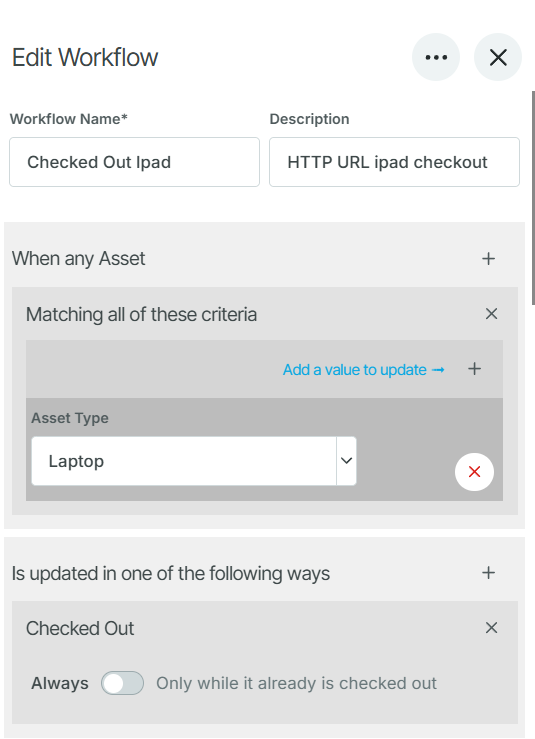 Edit Workflow
Workflow Name* Description
Checked Out Ipad HTTP URL ipad checkout
When any Asset
Matching all of these criteria
Add a value to update →
Asset Type
Laptop
Is updated in one of the following ways
Checked Out
Always Only while it already is checked out